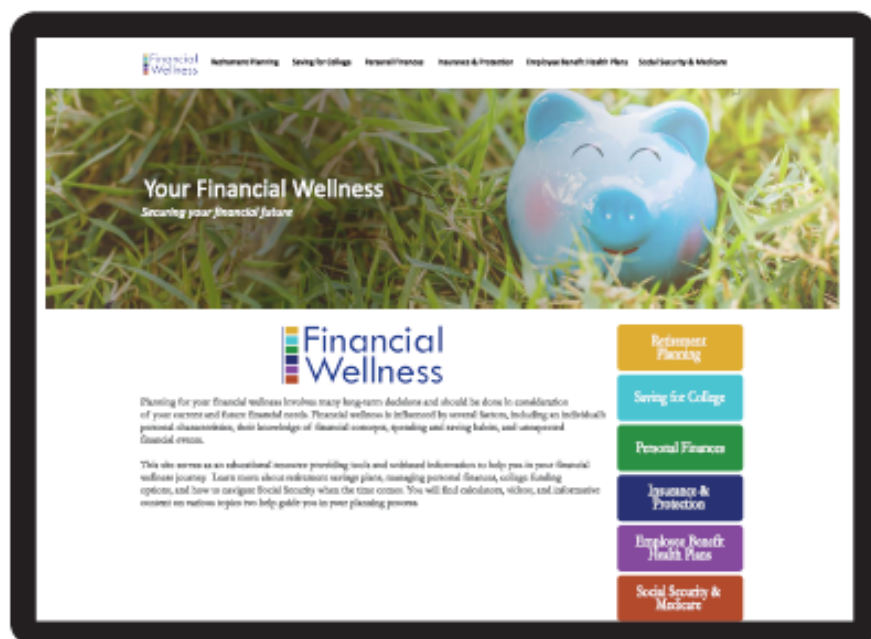 Financial
Wellness
Retirement Planning
Saving for College
Personal Finances
Insurance & Protection
Employee Benefit Health Plans
Social Security & Medicare
Your Financial Wellness
Securing your financial future
Financial
Wellness
Planning for your financial wellness involves many long-term decisions and should be done in consideration
of your current and future financial needs. Financial wellness is influenced by several factors, including an individual's
personal characteristics, their knowledge of financial concepts, spending and saving habits, and unexpected
financial events.
This site serves as an educational resource providing tools and unbiased information to help you in your financial
wellness journey. Learn more about retirement savings plans, managing personal finances, college funding
options, and how to navigate Social Security when the time comes. You will find calculators, videos, and informative
content on various topics two help guide you in your planning process
Retirement
Planning
Saving for College
Personal Finances
Insurance &
Protection
Employee Benefit
Health Plans
Social Security &
Medicare